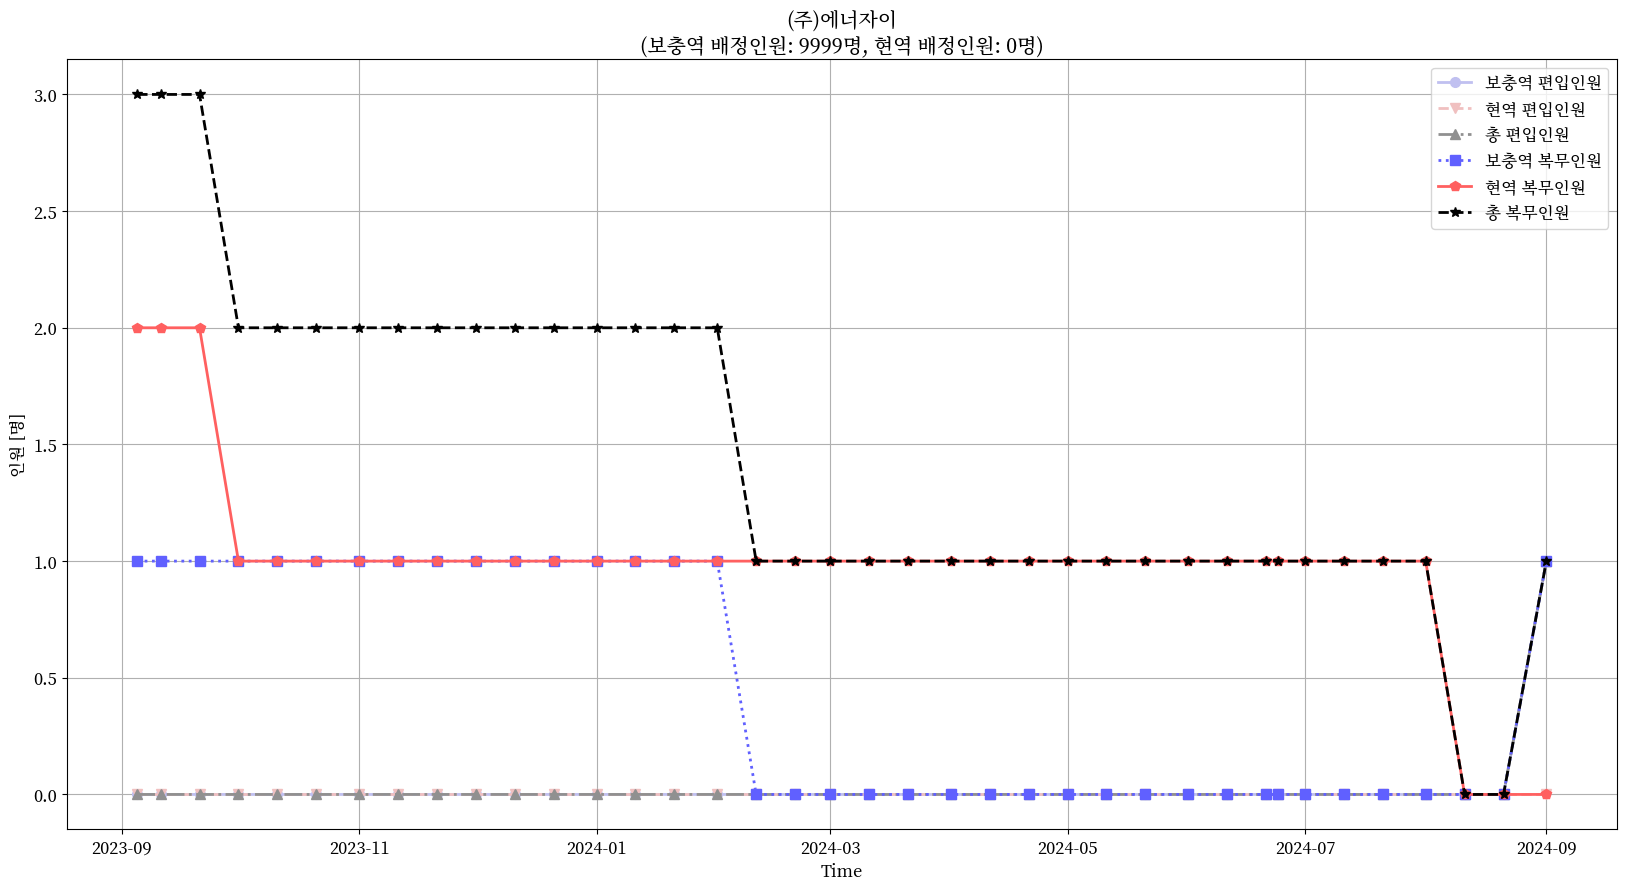 (주)에너자이
(보충역 배정인원: 9999명, 현역 배정인원: 0명)
보충역 편입인원
현역 편입인원
총 편입인원
보충역 복무인원
현역 복무인원
총 복무인원
3.0
2.5
2.0
1.5
1.0
0.5
0.0
인원 [명]
2023-09
2023-11
2024-01
2024-03
2024-05
2024-07
2024-09
Time